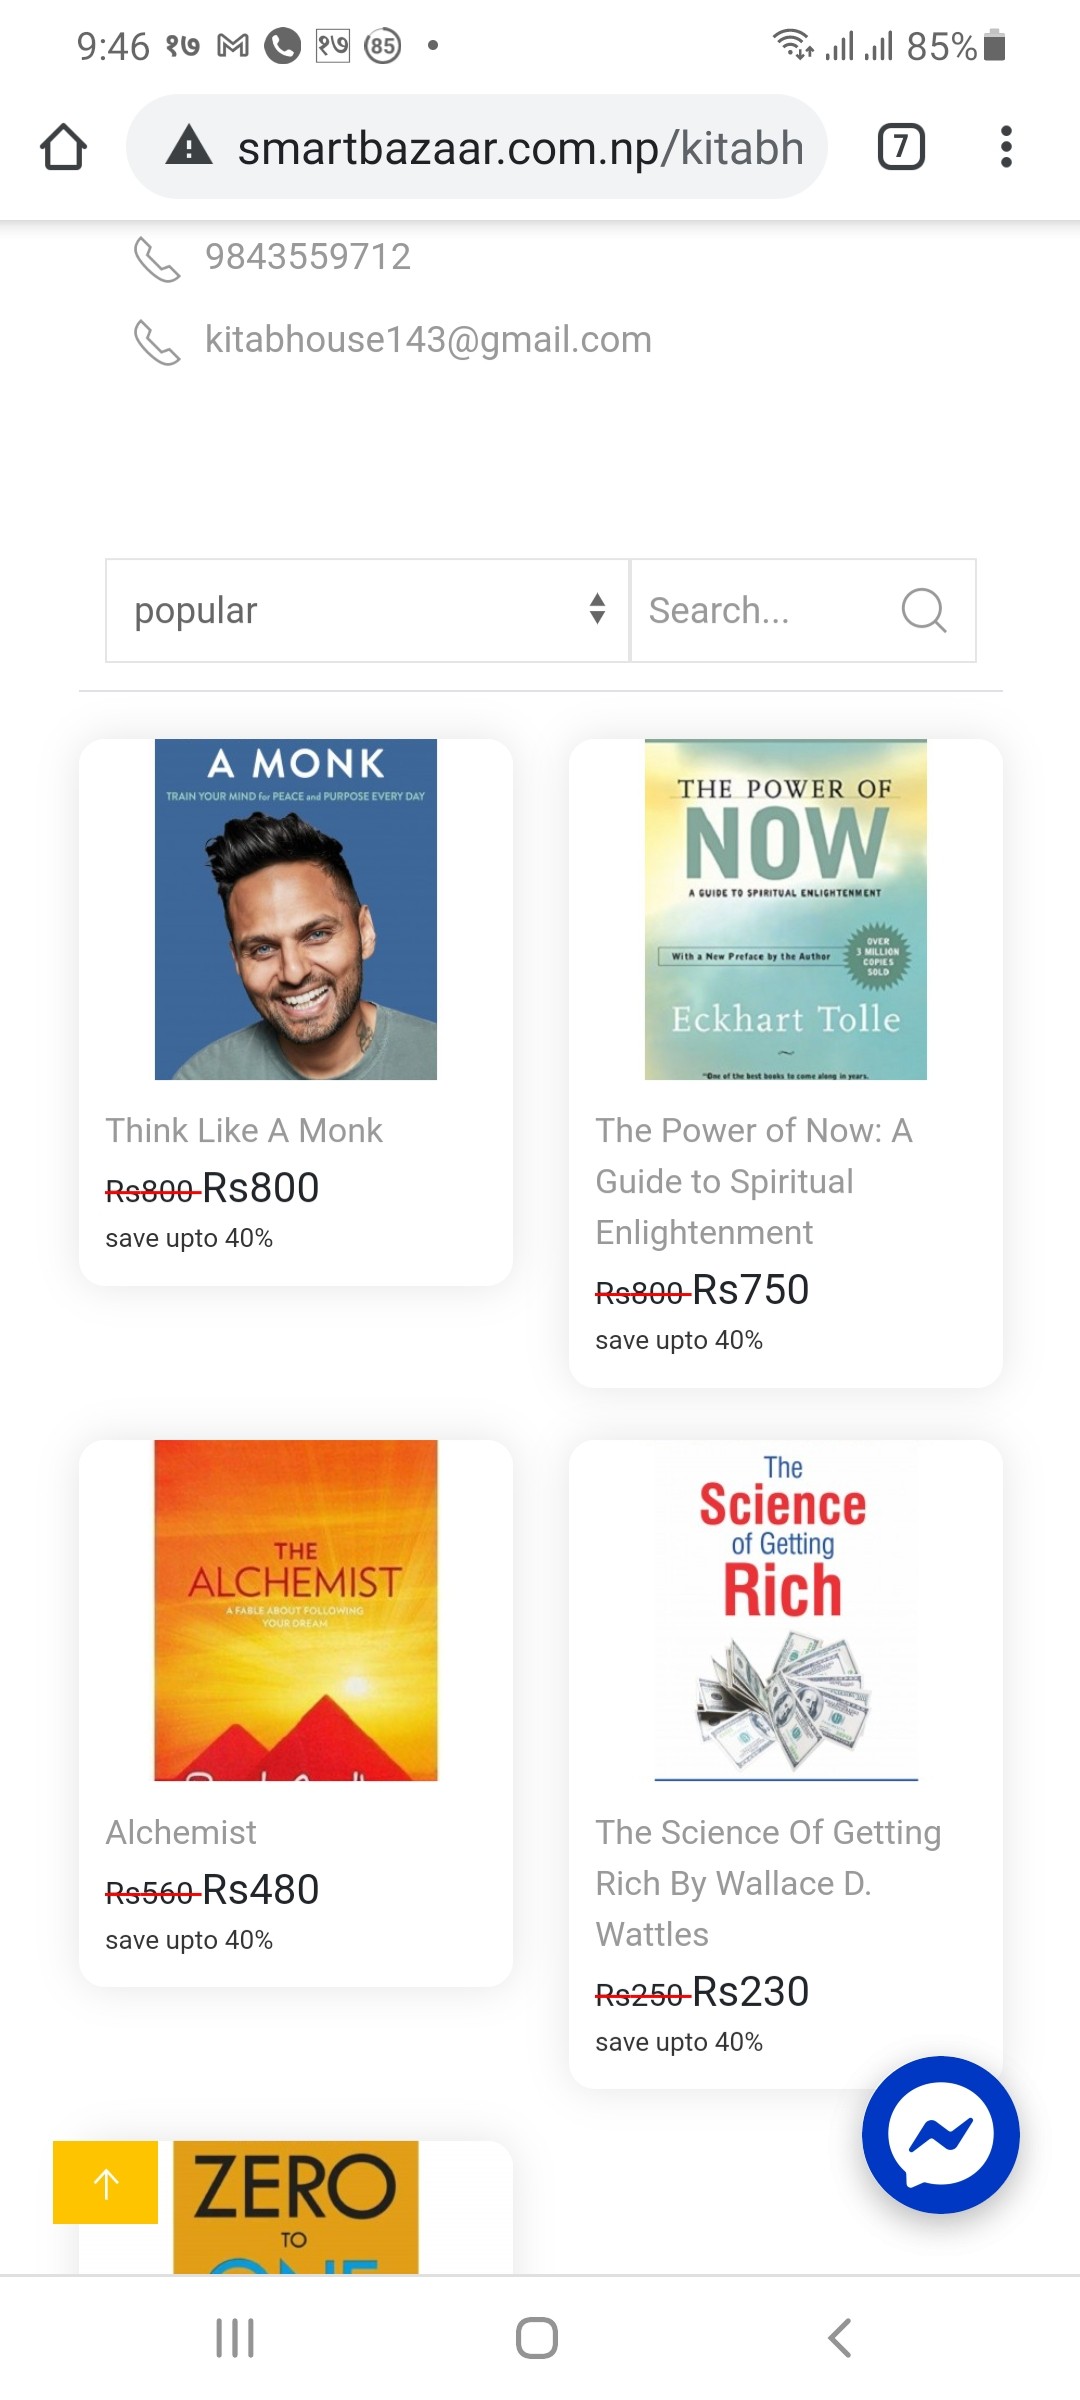 9:46 १७ १७ 85 85%
smartbazaar.com.np/kitabh 7
9843559712
kitabhouse143@gmail.com
popular Search...
A MONK
TRAIN YOUR MIND for PEACE and PURPOSE EVERY DAY
Think Like A Monk
Rs800 Rs800
save upto 40%
THE POWER OF
NOW
A GUIDE TO SPIRITUAL ENLIGHTENMENT
With a New Preface by the Author
OVER
3 MILLION
COPIES
SOLD
Eckhart Tolle
"One of the best books to come along in years.
The Power of Now: A
Guide to Spiritual
Enlightenment
Rs800 Rs750
save upto 40%
THE
ALCHEMIST
A FABLE ABOUT FOLLOWING
YOUR DREAM
Alchemist
Rs560 Rs480
save upto 40%
The
Science
of Getting
Rich
The Science Of Getting
Rich By Wallace D.
Wattles
Rs250 Rs230
save upto 40%
ZERO
TO
ONE